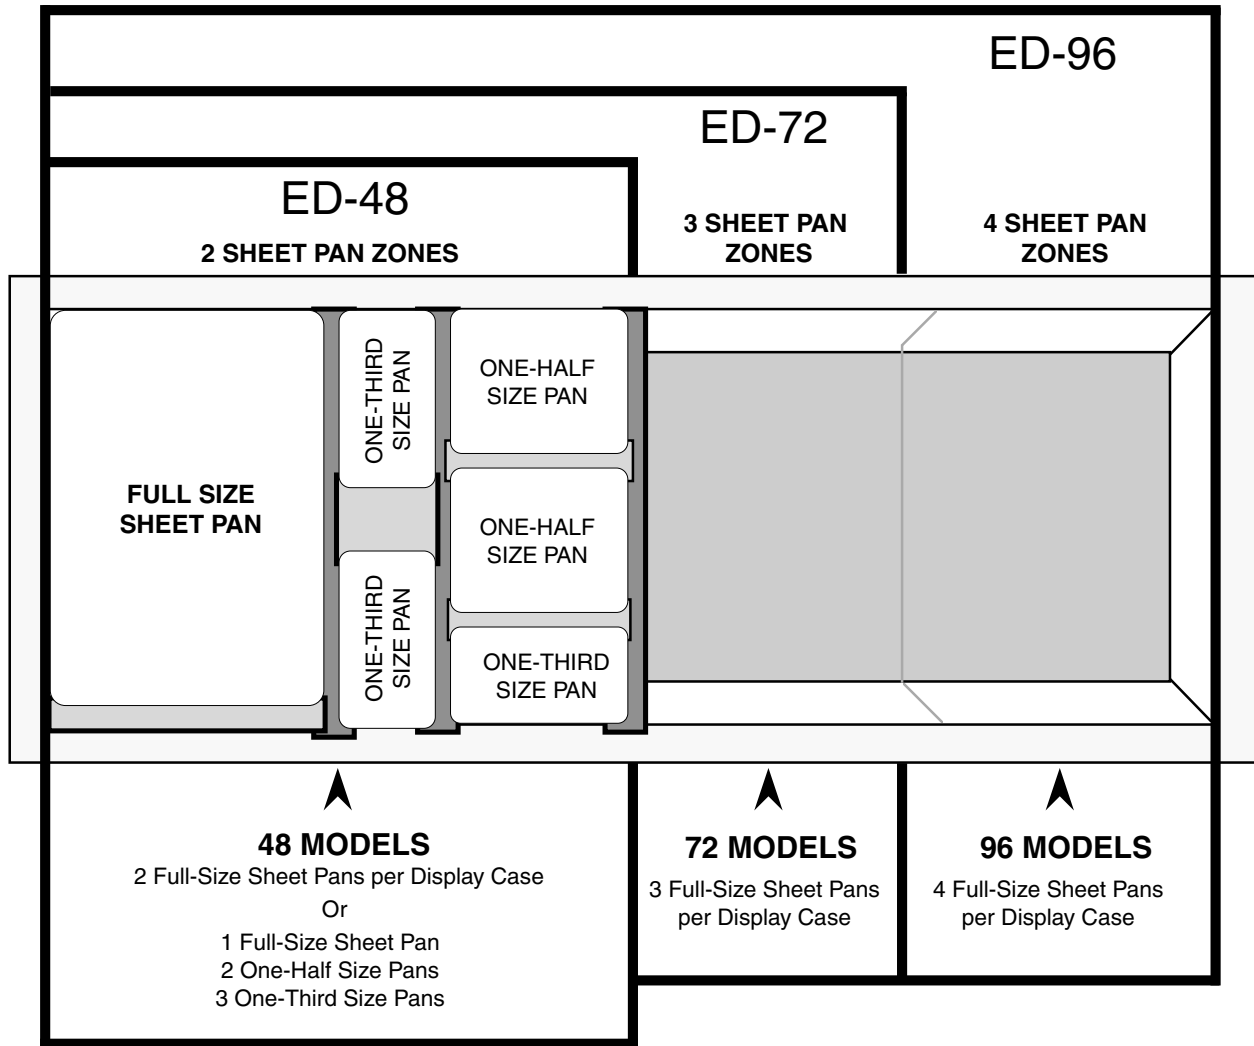 ED-96
ED-72
ED-48
2 SHEET PAN ZONES
3 SHEET PAN
ZONES
4 SHEET PAN
ZONES
FULL SIZE
SHEET PAN
ONE-THIRD
SIZE PAN
ONE-THIRD
SIZE PAN
ONE-HALF
SIZE PAN
ONE-HALF
SIZE PAN
ONE-THIRD
SIZE PAN
48 MODELS
2 Full-Size Sheet Pans per Display Case
Or
1 Full-Size Sheet Pan
2 One-Half Size Pans
3 One-Third Size Pans
72 MODELS
3 Full-Size Sheet Pans
per Display Case
96 MODELS
4 Full-Size Sheet Pans
per Display Case